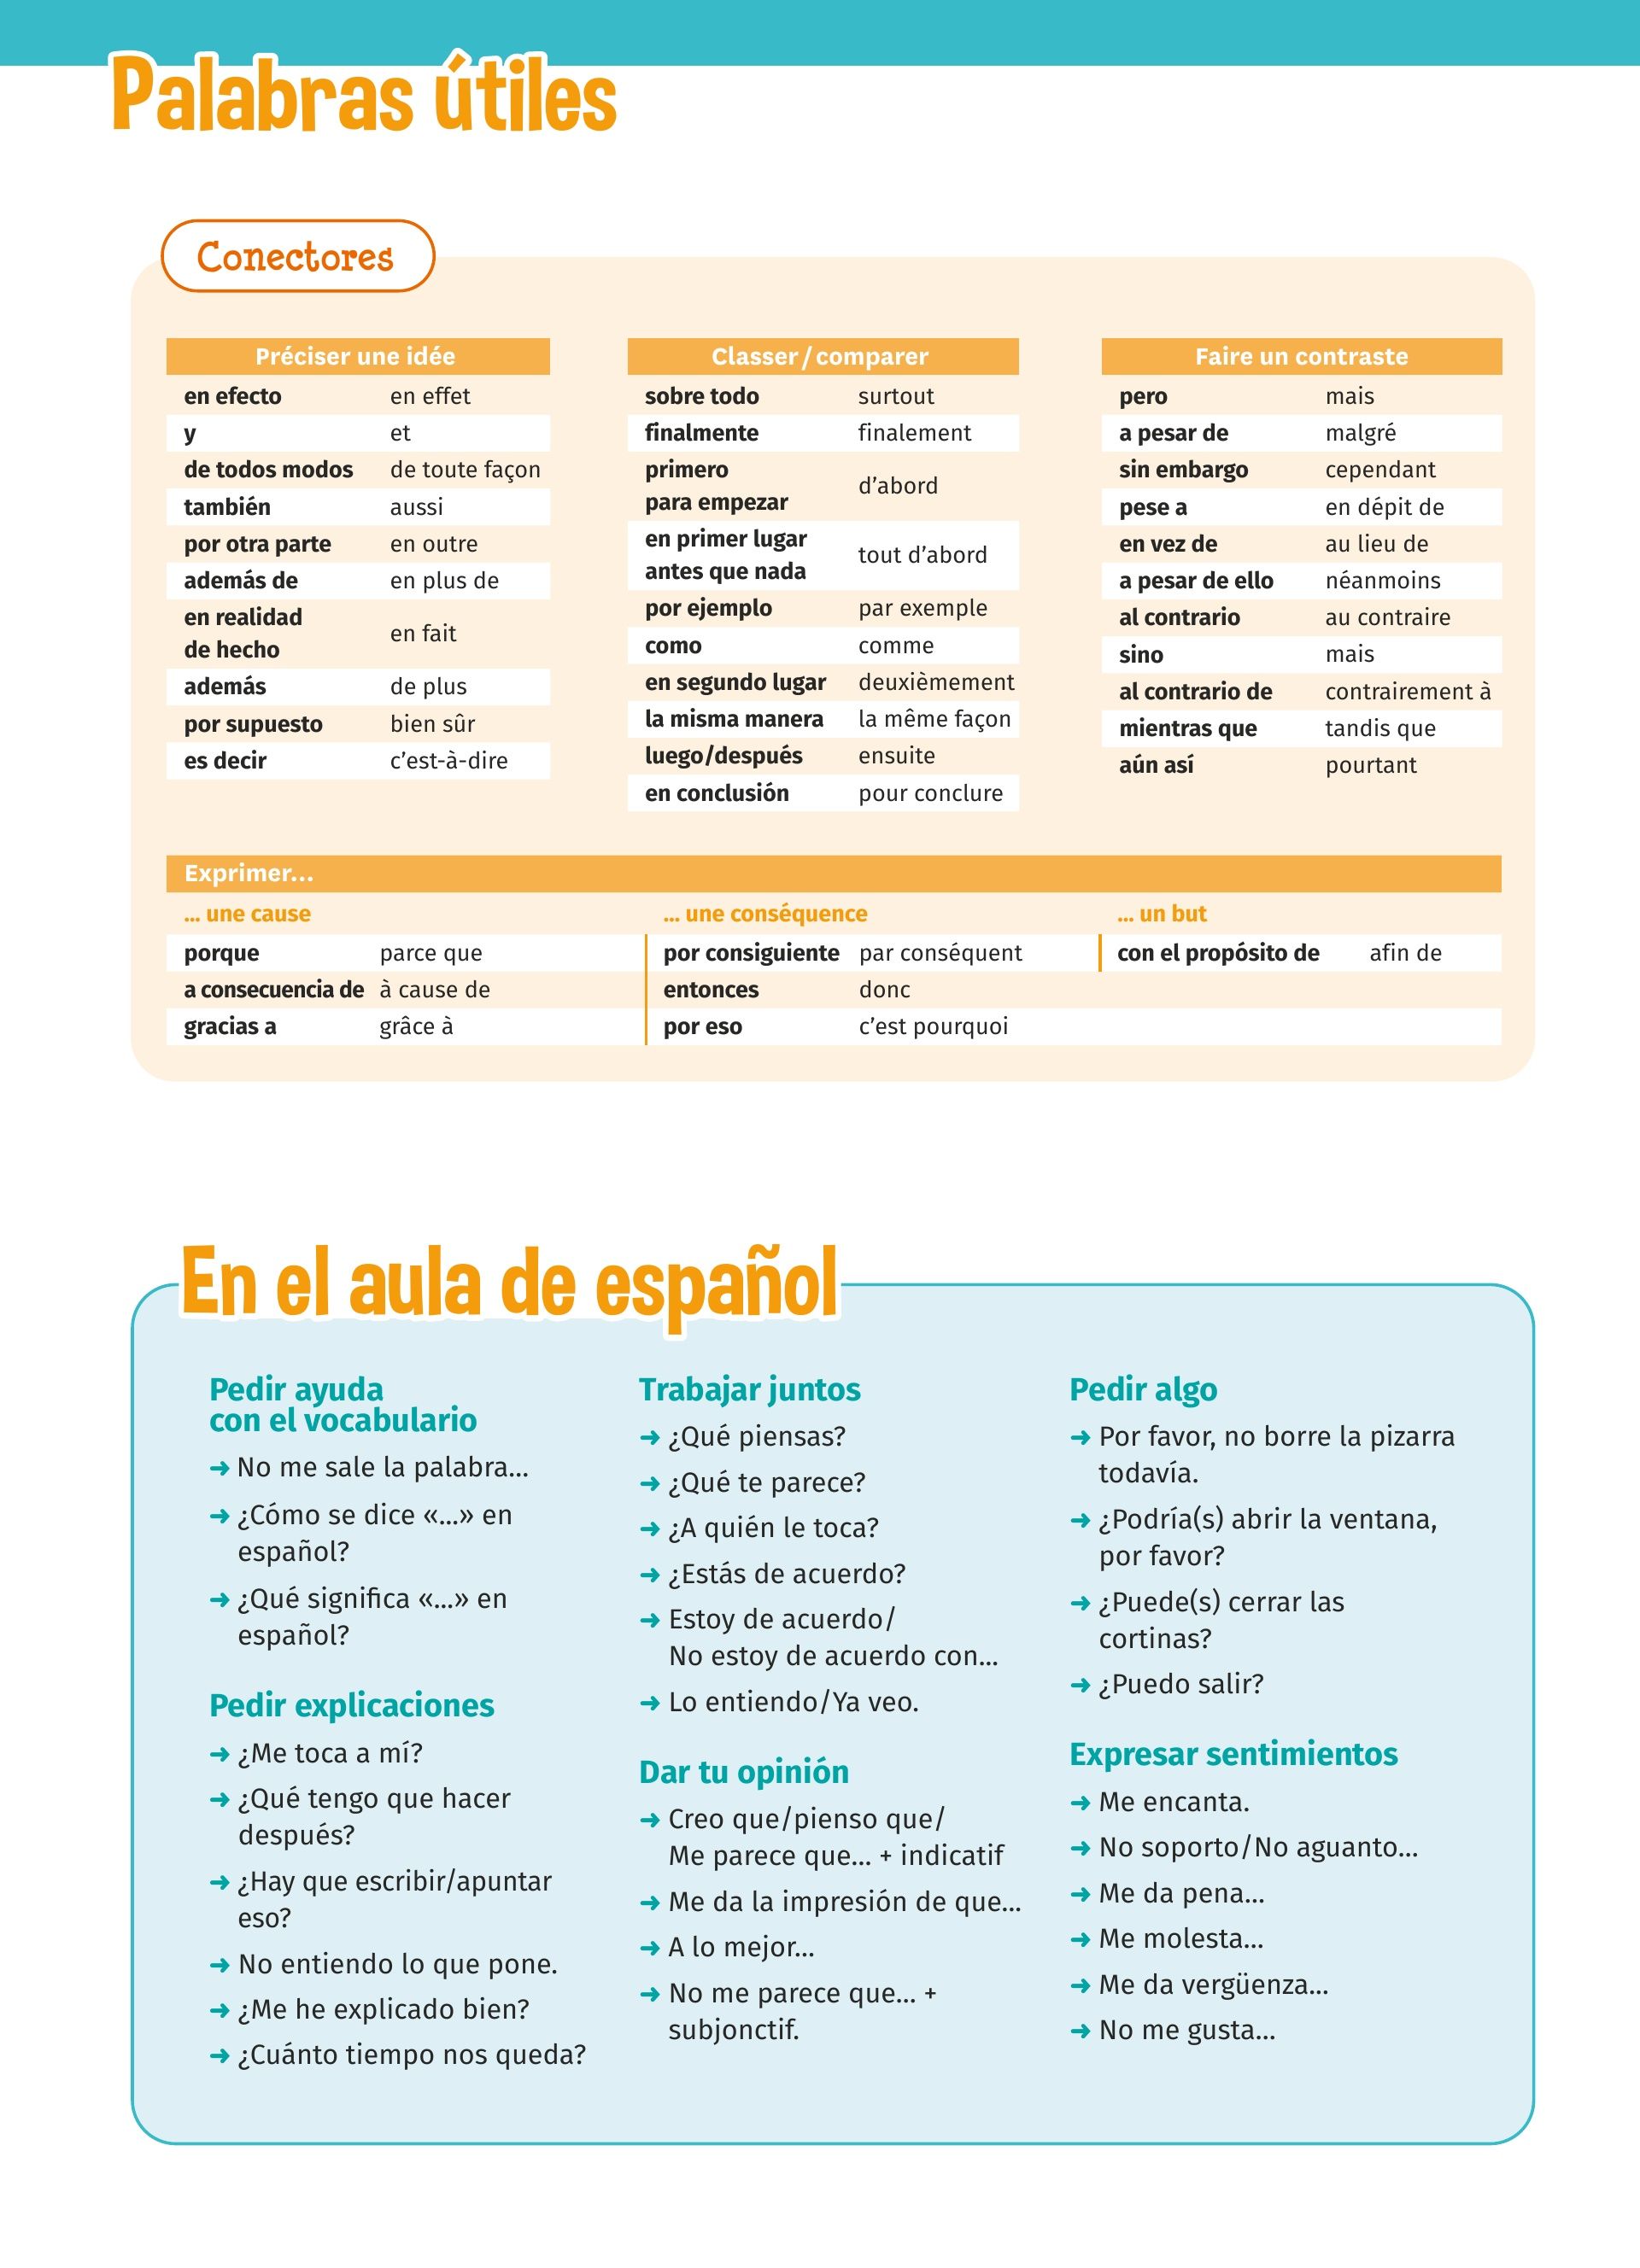 Palabras útiles
Conectores
Préciser une idée
en efecto en effet
y et
de todos modos de toute façon
también aussi
por otra parte en outre
además de en plus de
en realidad
de hecho
en fait
además de plus
por supuesto bien sûr
es decir c’est-à-dire
Classer/comparer
sobre todo surtout
finalmente finalement
primero
para empezar
d’abord
en primer lugar
antes que nada
tout d’abord
por ejemplo par exemple
como comme
en segundo lugar deuxièmement
la misma manera la même façon
luego/después ensuite
en conclusión pour conclure
Faire un contraste
pero mais
a pesar de malgré
sin embargo cependant
pese a en dépit de
en vez de au lieu de
a pesar de ello néanmoins
al contrario au contraire
sino mais
al contrario de contrairement à
mientras que tandis que
aún así pourtant
Exprimer...
... une cause
porque parce que
a consecuencia de à cause de
gracias a grâce à
... une conséquence
por consiguiente par conséquent
entonces donc
por eso c’est pourquoi
... un but
con el propósito de afin de
En el aula de español
Pedir ayuda
con el vocabulario
➜ No me sale la palabra...
➜ ¿Cómo se dice «...» en
español?
➜ ¿Qué significa «...» en
español?
Pedir explicaciones
➜ ¿Me toca a mí?
➜ ¿Qué tengo que hacer
después?
➜ ¿Hay que escribir/apuntar
eso?
➜ No entiendo lo que pone.
➜ ¿Me he explicado bien?
➜ ¿Cuánto tiempo nos queda?
Trabajar juntos
➜ ¿Qué piensas?
➜ ¿Qué te parece?
➜ ¿A quién le toca?
➜ ¿Estás de acuerdo?
➜ Estoy de acuerdo/
No estoy de acuerdo con...
➜ Lo entiendo/Ya veo.
Dar tu opinión
➜ Creo que/pienso que/
Me parece que... + indicatif
➜ Me da la impresión de que...
➜ A lo mejor...
➜ No me parece que... +
subjonctif.
Pedir algo
➜ Por favor, no borre la pizarra
todavía.
➜ ¿Podría(s) abrir la ventana,
por favor?
➜ ¿Puede(s) cerrar las
cortinas?
➜ ¿Puedo salir?
Expresar sentimientos
➜ Me encanta.
➜ No soporto/No aguanto...
➜ Me da pena...
➜ Me molesta...
➜ Me da vergüenza...
➜ No me gusta...